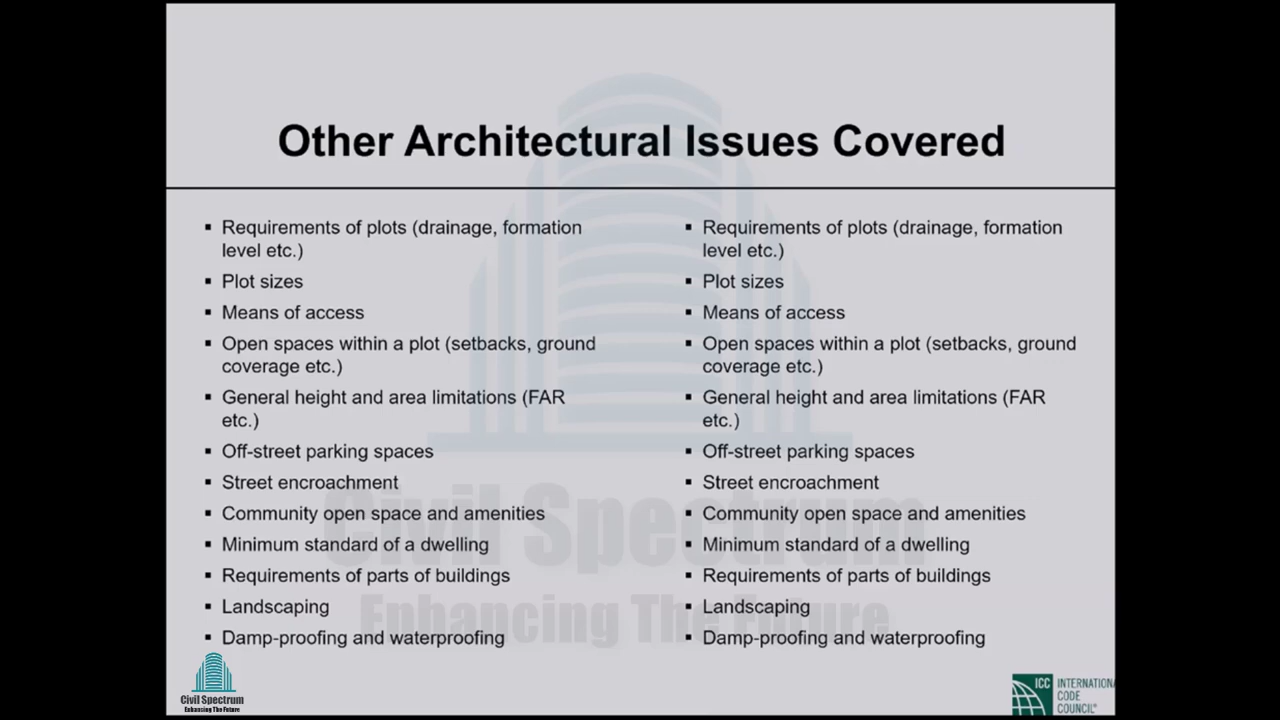 Other Architectural Issues Covered
▪ Requirements of plots (drainage, formation
level etc.)
▪ Plot sizes
▪ Means of access
▪ Open spaces within a plot (setbacks, ground
coverage etc.)
▪ General height and area limitations (FAR
etc.)
▪ Off-street parking spaces
▪ Street encroachment
▪ Community open space and amenities
▪ Minimum standard of a dwelling
▪ Requirements of parts of buildings
▪ Landscaping
▪ Damp-proofing and waterproofing
▪ Requirements of plots (drainage, formation
level etc.)
▪ Plot sizes
▪ Means of access
▪ Open spaces within a plot (setbacks, ground
coverage etc.)
▪ General height and area limitations (FAR
etc.)
▪ Off-street parking spaces
▪ Street encroachment
▪ Community open space and amenities
▪ Minimum standard of a dwelling
▪ Requirements of parts of buildings
▪ Landscaping
▪ Damp-proofing and waterproofing
Civil Spectrum
Enhancing The Future
Civil Spectrum
Enhancing The Future
ICC
INTERNATION
CODE
COUNCIL®